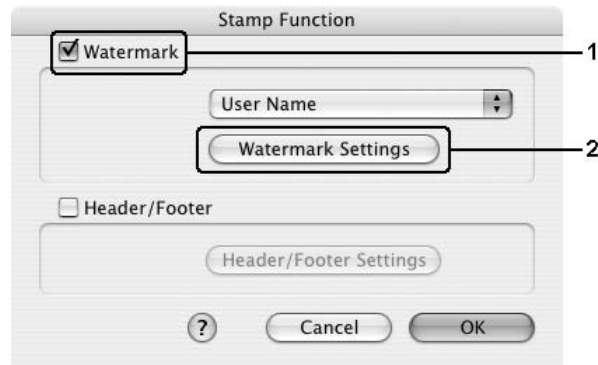 Stamp Function
Watermark
1
User Name
Watermark Settings
2
Header/Footer
Header/Footer Settings
? Cancel OK